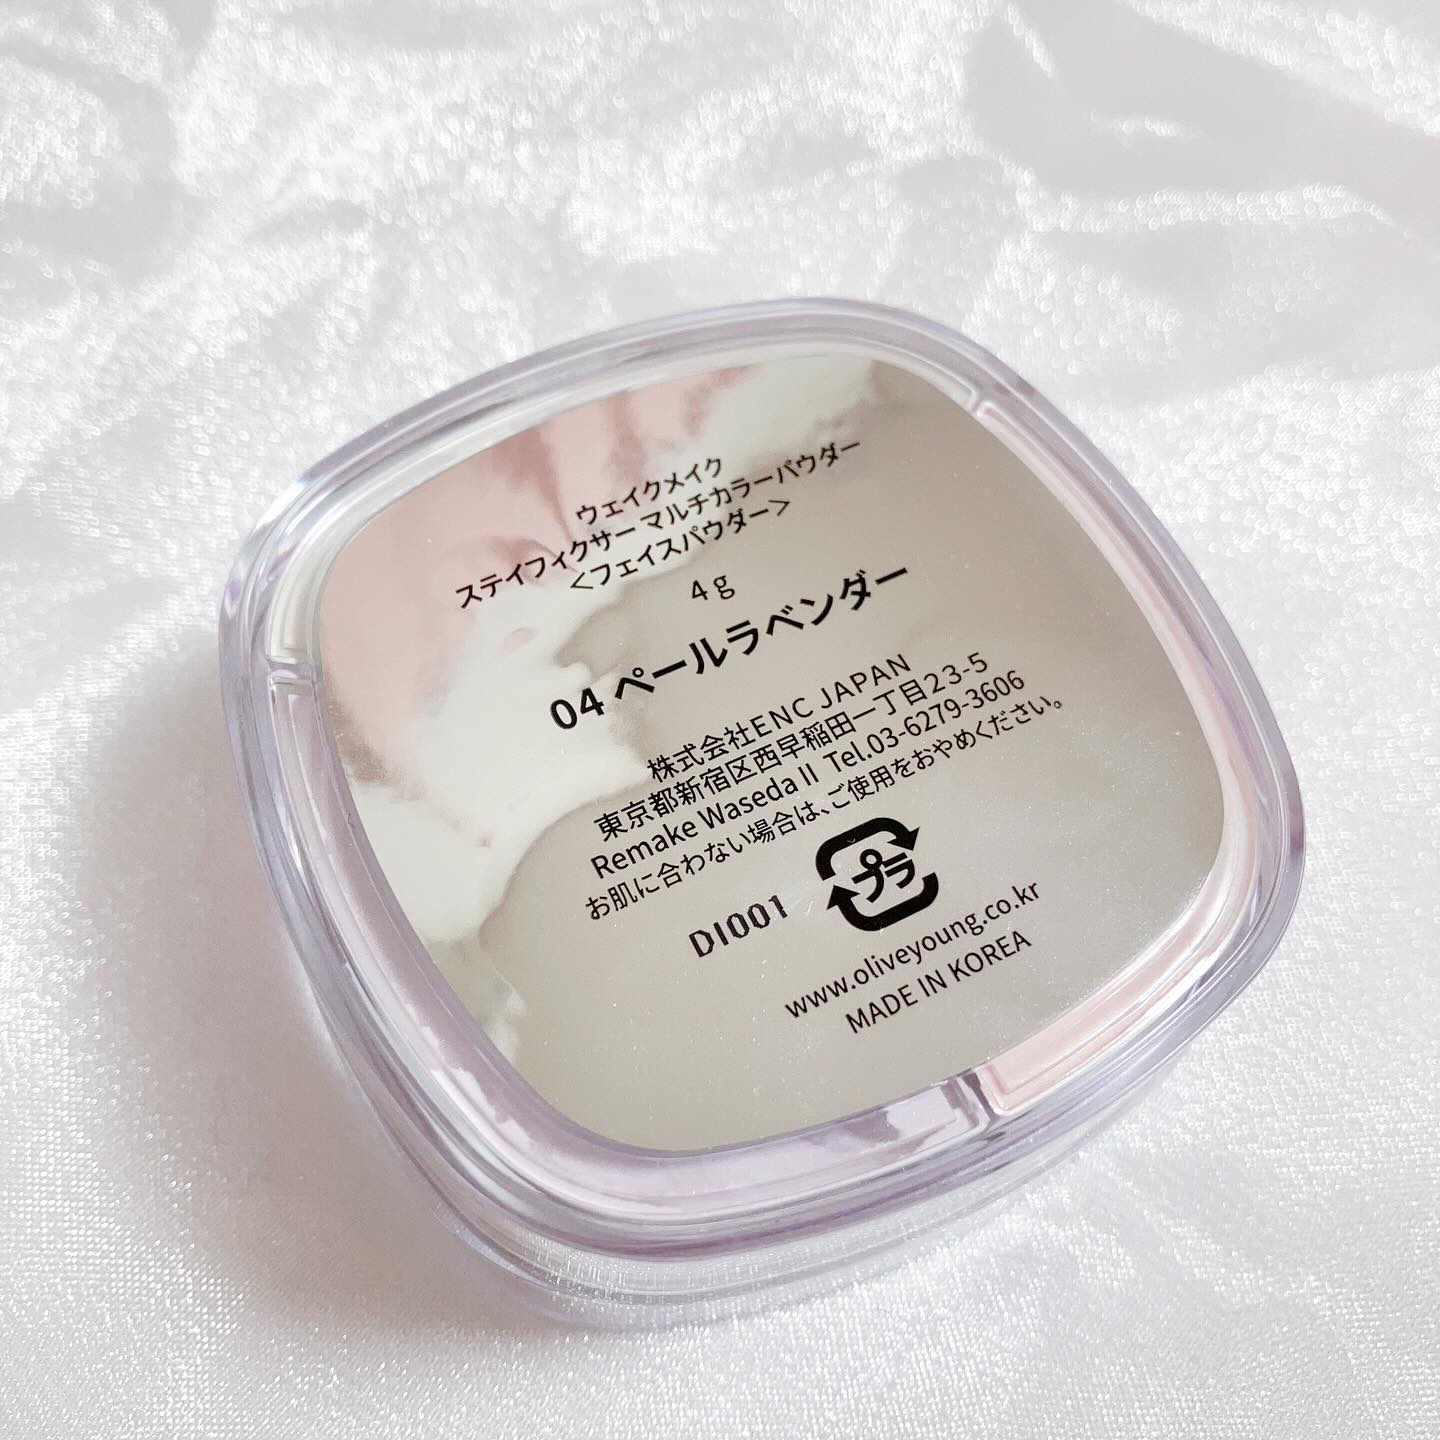 ウェイクメイク
ステイフィクサー マルチカラーパウダー
＜フェイスパウダー＞
4g
04 ペールラベンダー
株式会社ENC JAPAN
東京都新宿区西早稲田一丁目23-5
Remake Waseda II Tel.03-6279-3606
お肌に合わない場合は、ご使用をおやめください。
DI001
プラ
www.oliveyoung.co.kr
MADE IN KOREA